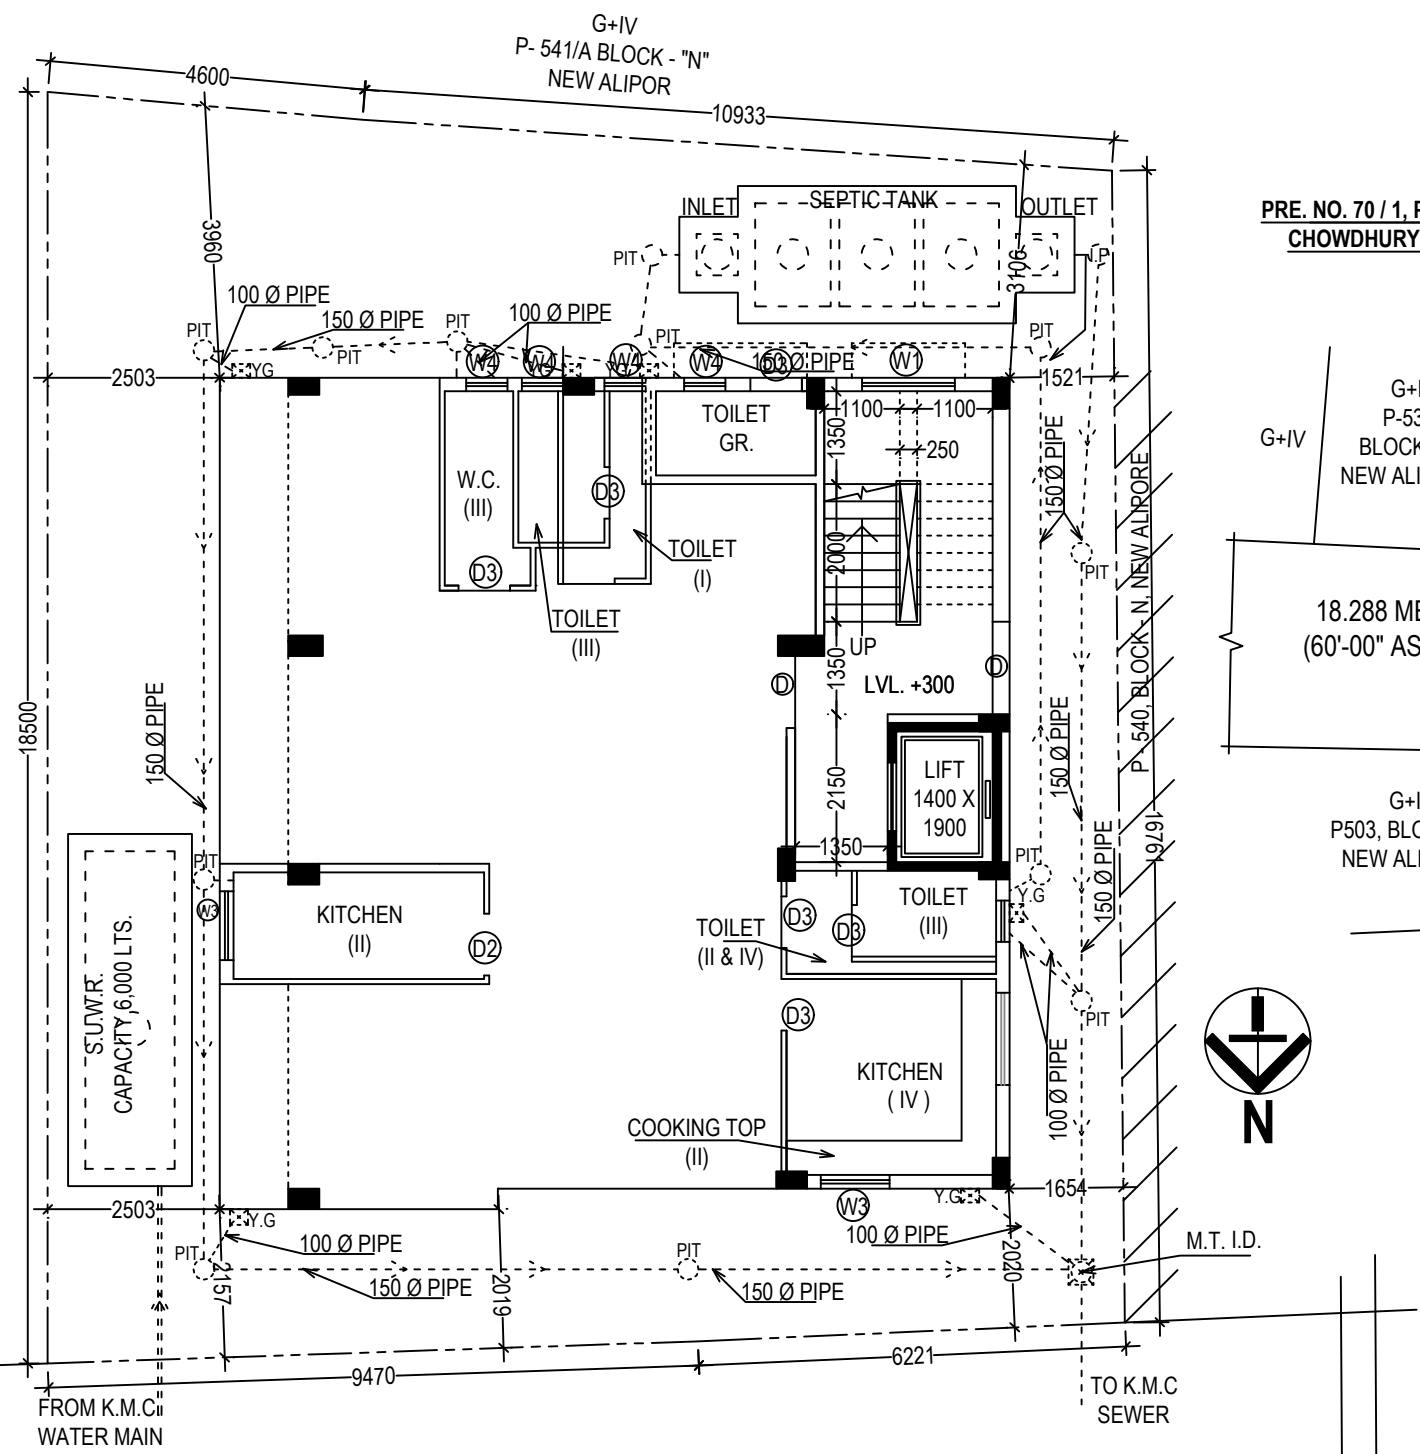 G+IV
P- 541/A BLOCK - "N"
NEW ALIPOR
4600
10933
3960
SEPTIC TANK
INLET
OUTLET
3106
PIT
I.P
PRE. NO. 70 / 1, P
CHOWDHURY
100 Ø PIPE
150 Ø PIPE
PIT
PIT
PIT
100 Ø PIPE
PIT
PIT
YG
W4
W4
YG
W4
YG
W4
150 Ø PIPE
D3
W1
2503
1521
TOILET
GR.
1100
1100
1350
250
W.C.
(III)
D3
D3
TOILET
(I)
TOILET
(III)
2000
UP
1350
LVL. +300
D
D
150 Ø PIPE
PIT
P - 540, BLOCK - N, NEW ALIPORE
G+IV
G+I
P-53
BLOCK
NEW ALI
18.288 ME
(60'-00" AS
18500
150 Ø PIPE
2150
LIFT
1400 X
1900
1350
150 Ø PIPE
150 Ø PIPE
16761
G+I
P503, BLO
NEW ALI
PIT
W3
KITCHEN
(II)
D2
D3
D3
TOILET
(III)
TOILET
(II & IV)
PIT
Y.G
S.U.W.R.
CAPACITY 6,000 LTS.
D3
KITCHEN
( IV )
COOKING TOP
(II)
PIT
100 Ø PIPE
N
2503
Y.G
W3
Y.G
1654
PIT
100 Ø PIPE
150 Ø PIPE
2157
2019
PIT
150 Ø PIPE
100 Ø PIPE
2020
M.T. I.D.
9470
6221
FROM K.M.C
WATER MAIN
TO K.M.C
SEWER